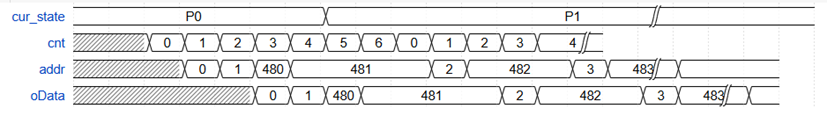 cur_state P0 P1
cnt 0 1 2 3 4 5 6 0 1 2 3 4
addr 0 1 480 481 2 482 3 483
oData 0 1 480 481 2 482 3 483